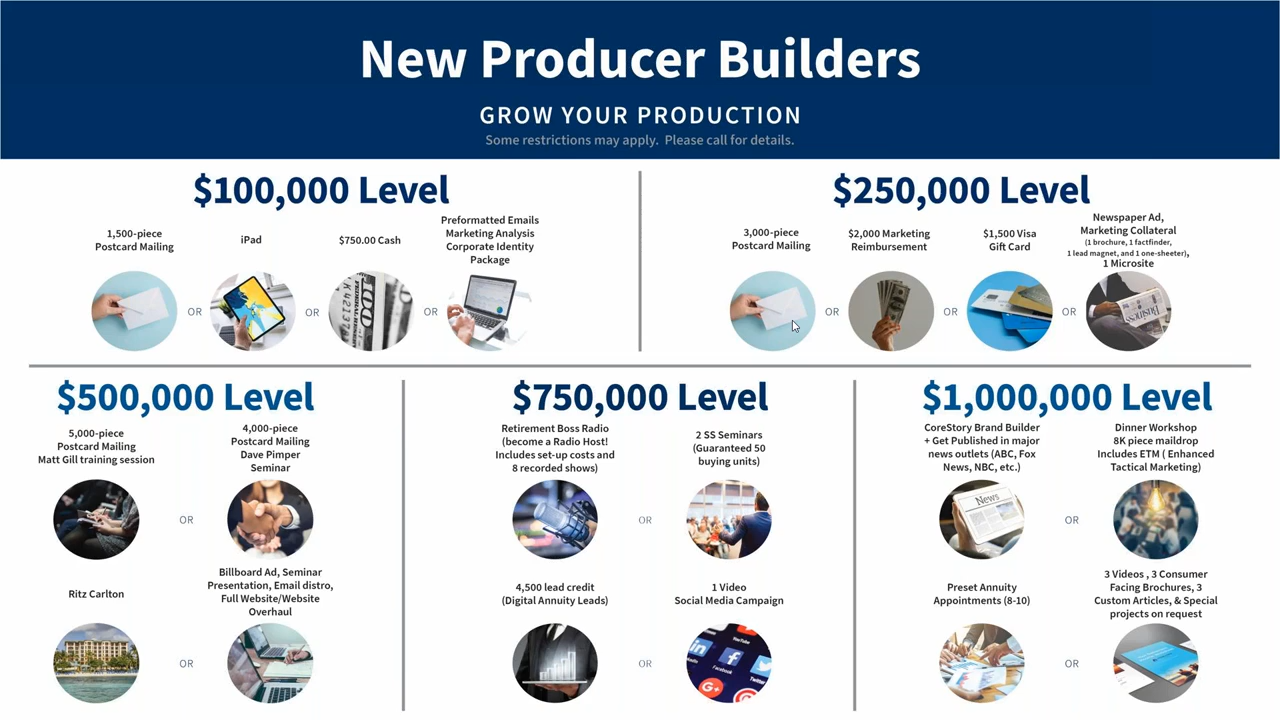 New Producer Builders
GROW YOUR PRODUCTION
Some restrictions may apply.  Please call for details.
$100,000 Level
1,500-piece
Postcard Mailing
iPad
$750.00 Cash
Preformatted Emails
Marketing Analysis
Corporate Identity
Package
OR
OR
OR
$250,000 Level
3,000-piece
Postcard Mailing
$2,000 Marketing
Reimbursement
$1,500 Visa
Gift Card
Newspaper Ad,
Marketing Collateral
(1 brochure, 1 factfinder,
1 lead magnet, and 1 one-sheeter),
1 Microsite
OR
OR
OR
Business
$500,000 Level
5,000-piece
Postcard Mailing
Matt Gill training session
4,000-piece
Postcard Mailing
Dave Pimper
Seminar
OR
Ritz Carlton
Billboard Ad, Seminar
Presentation, Email distro,
Full Website/Website
Overhaul
OR
$750,000 Level
Retirement Boss Radio
(become a Radio Host!
Includes set-up costs and
8 recorded shows)
2 SS Seminars
(Guaranteed 50
buying units)
OR
4,500 lead credit
(Digital Annuity Leads)
1 Video
Social Media Campaign
OR
YouTube
Facebook
$1,000,000 Level
CoreStory Brand Builder
+ Get Published in major
news outlets (ABC, Fox
News, NBC, etc.)
Dinner Workshop
8K piece maildrop
Includes ETM ( Enhanced
Tactical Marketing)
News
OR
Preset Annuity
Appointments (8-10)
3 Videos , 3 Consumer
Facing Brochures, 3
Custom Articles, & Special
projects on request
OR